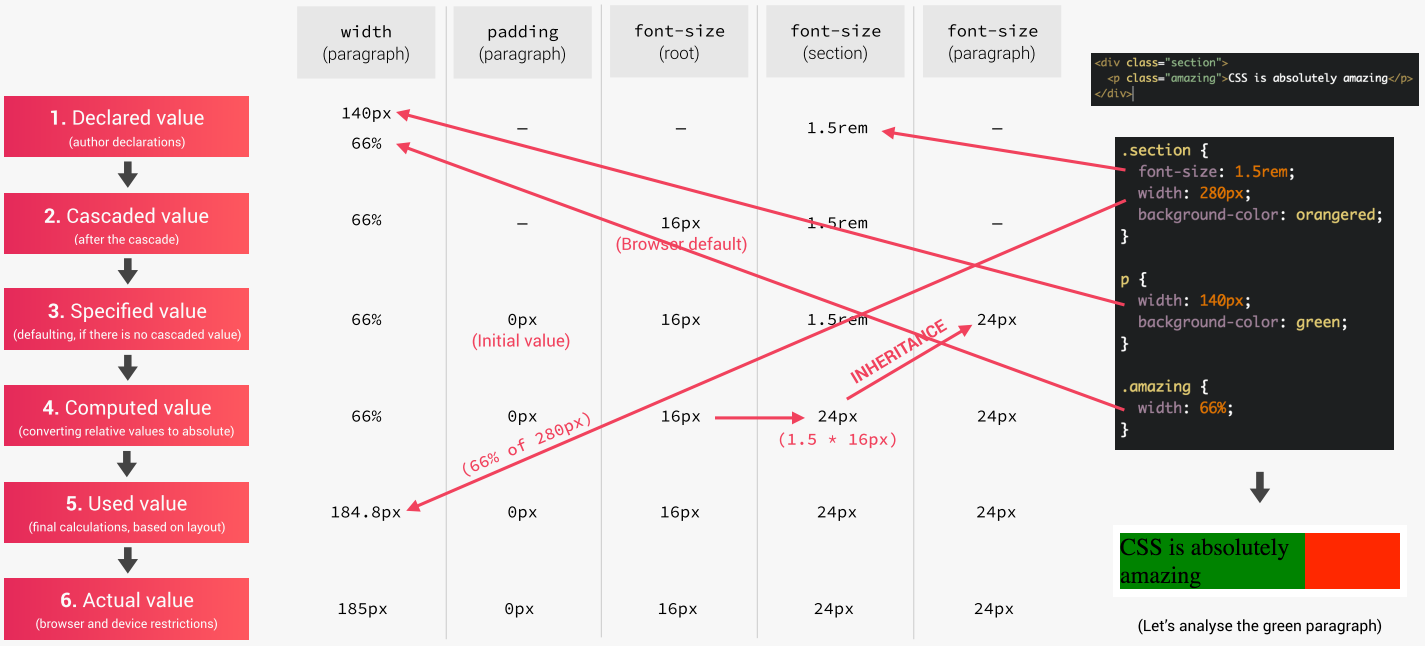 width
(paragraph)
padding
(paragraph)
font-size
(root)
font-size
(section)
font-size
(paragraph)
<div class="section">
<p class="amazing">CSS is absolutely amazing</p>
</div>
1. Declared value
(author declarations)
140px
66%
–
–
1.5rem
–
2. Cascaded value
(after the cascade)
66%
–
16px
(Browser default)
1.5rem
–
3. Specified value
(defaulting, if there is no cascaded value)
66%
0px
(Initial value)
16px
1.5rem
24px
INHERITANCE
4. Computed value
(converting relative values to absolute)
66%
0px
16px
24px
(1.5 * 16px)
24px
(66% of 280px)
5. Used value
(final calculations, based on layout)
184.8px
0px
16px
24px
24px
6. Actual value
(browser and device restrictions)
185px
0px
16px
24px
24px
.section {
font-size: 1.5rem;
width: 280px;
background-color: orangered;
}
p {
width: 140px;
background-color: green;
}
.amazing {
width: 66%;
}
CSS is absolutely
amazing
(Let's analyse the green paragraph)